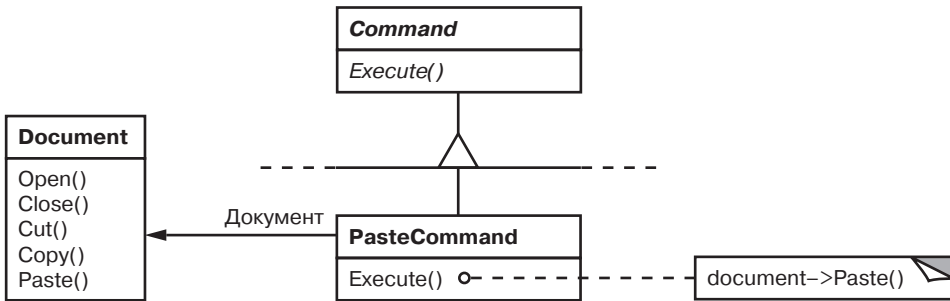 Command
Execute()
Document
Open()
Close()
Cut()
Copy()
Paste()
Документ
PasteCommand
Execute()
document–>Paste()